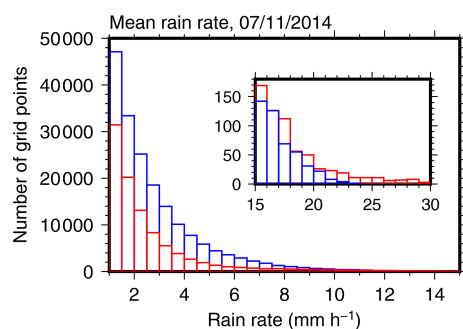 Mean rain rate, 07/11/2014
Number of grid points
50000
40000
30000
20000
10000
0
150
100
50
0
15 20 25 30
2 4 6 8 10 12 14
Rain rate (mm h⁻¹)